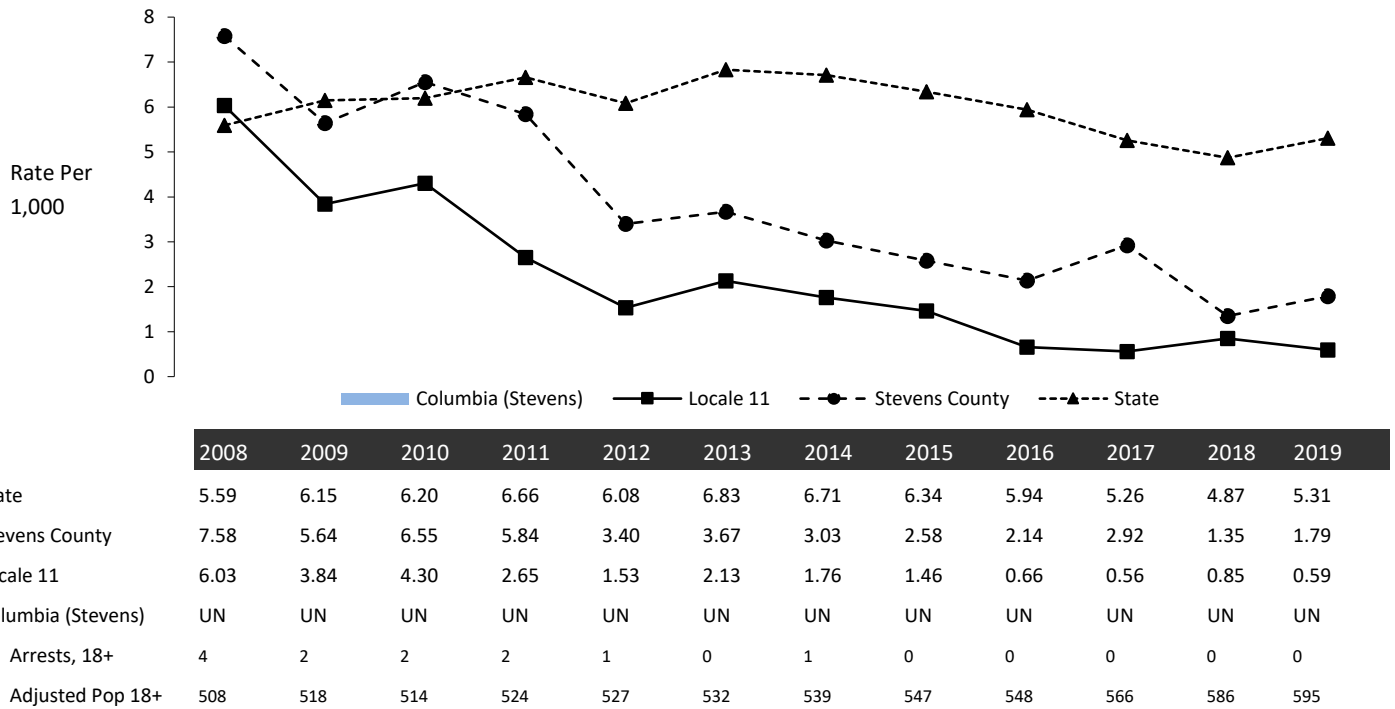 8
7
6
5
4
3
2
1
0
Rate Per
1,000
Columbia (Stevens) Locale 11 Stevens County State
2008 2009 2010 2011 2012 2013 2014 2015 2016 2017 2018 2019
ate 5.59 6.15 6.20 6.66 6.08 6.83 6.71 6.34 5.94 5.26 4.87 5.31
evens County 7.58 5.64 6.55 5.84 3.40 3.67 3.03 2.58 2.14 2.92 1.35 1.79
cale 11 6.03 3.84 4.30 2.65 1.53 2.13 1.76 1.46 0.66 0.56 0.85 0.59
lumbia (Stevens) UN UN UN UN UN UN UN UN UN UN UN UN
Arrests, 18+ 4 2 2 2 1 0 1 0 0 0 0 0
Adjusted Pop 18+ 508 518 514 524 527 532 539 547 548 566 586 595